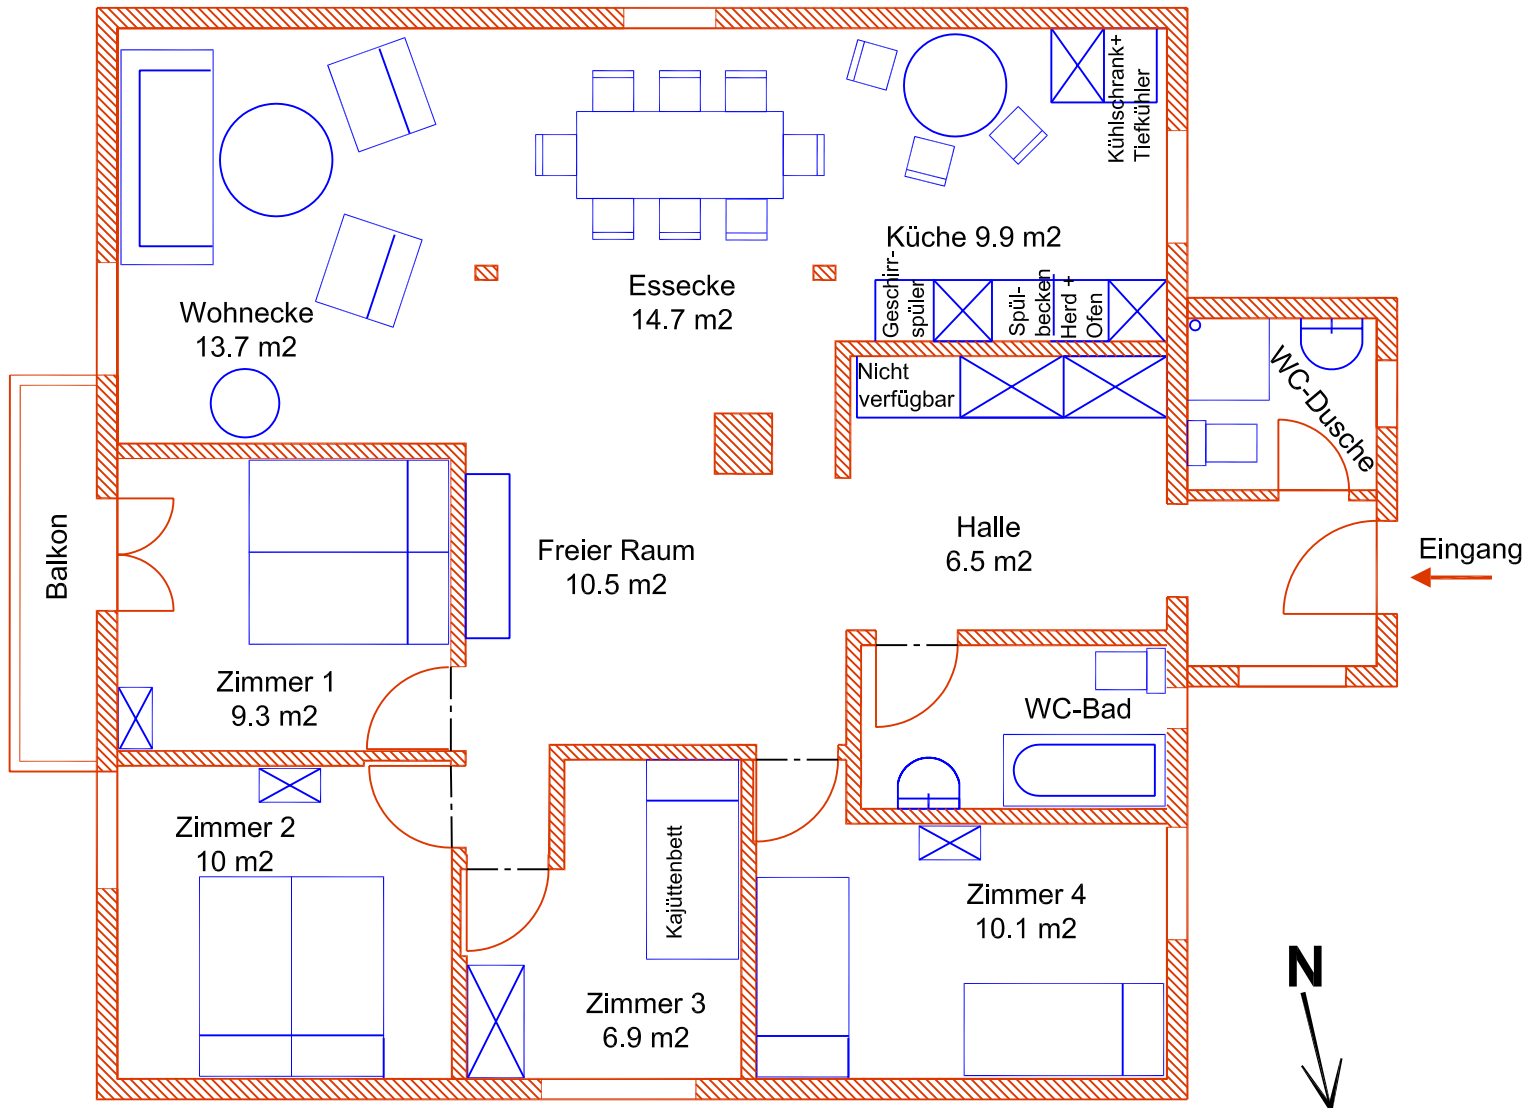 Kühlschrank+
Tiefkühler
Küche 9.9 m2
Essecke
14.7 m2
Wohnecke
13.7 m2
Geschirr-
spüler
Spül-
becken
Herd +
Ofen
Nicht
verfügbar
WC-Dusche
Balkon
Freier Raum
10.5 m2
Halle
6.5 m2
Eingang
Zimmer 1
9.3 m2
WC-Bad
Zimmer 2
10 m2
Kajüttenbett
Zimmer 3
6.9 m2
Zimmer 4
10.1 m2
N